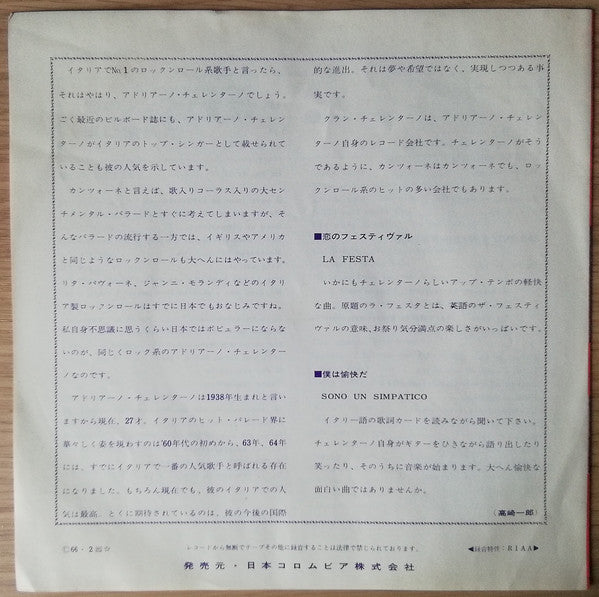 イタリアでNo.1のロックンロール系歌手と言ったら、
それはやはり、アドリアーノ・チェレンターノでしょう。
ごく最近のビルボード誌にも、アドリアーノ・チェレン
ターノがイタリアのトップ・シンガーとして載せられて
いることも彼の人気を示しています。
カンツォーネと言えば、歌入りコーラス入りの大セン
チメンタル・バラードとすぐに考えてしまいますが、そ
んなバラードの流行する一方では、イギリスやアメリカ
と同じようなロックンロールも大へんにはやっています。
リタ・パヴォーネ、ジャンニ・モランディなどのイタリ
ア製ロックンロールはすでに日本でもおなじみですね。
私自身不思議に思うくらい日本ではポピュラーにならな
いのが、同じくロック系のアドリアーノ・チェレンター
ノなのです。
アドリアーノ・チェレンターノは1938年生まれと言い
ますから現在、27才。イタリアのヒット・パレード界に
華々しく姿を現わすのは'60年代の初めから、63年、64年
には、すでにイタリアで一番の人気歌手と呼ばれる存在
になりました。もちろん現在でも、彼のイタリアでの人
気は最高。とくに期待されているのは、彼の今後の国際
的な進出。それは夢や希望ではなく、実現しつつある事
実です。
クラン・チェレンターノは、アドリアーノ・チェレン
ターノ自身のレコード会社です。チェレンターノがそう
であるように、カンツォーネはカンツォーネでも、ロッ
クンロール系のヒットの多い会社でもあります。
■恋のフェスティヴァル
LA FESTA
いかにもチェレンターノらしいアップ・テンポの軽快
な曲。原題のラ・フェスタとは、英語のザ・フェスティ
ヴァルの意味、お祭り気分満点の楽しさがいっぱいです。
■僕は愉快だ
SONO UN SIMPATICO
イタリー語の歌詞カードを読みながら聞いて下さい。
チェレンターノ自身がギターをひきながら語り出したり
笑ったり、そのうちに音楽が始まります。大へん愉快な
面白い曲ではありませんか。
(高崎一郎)
Ⓒ66・2
レコードから無断でテープその他に録音することは法律で禁じられております。
◀録音特性:RIAA▶
発売元・日本コロムビア株式会社